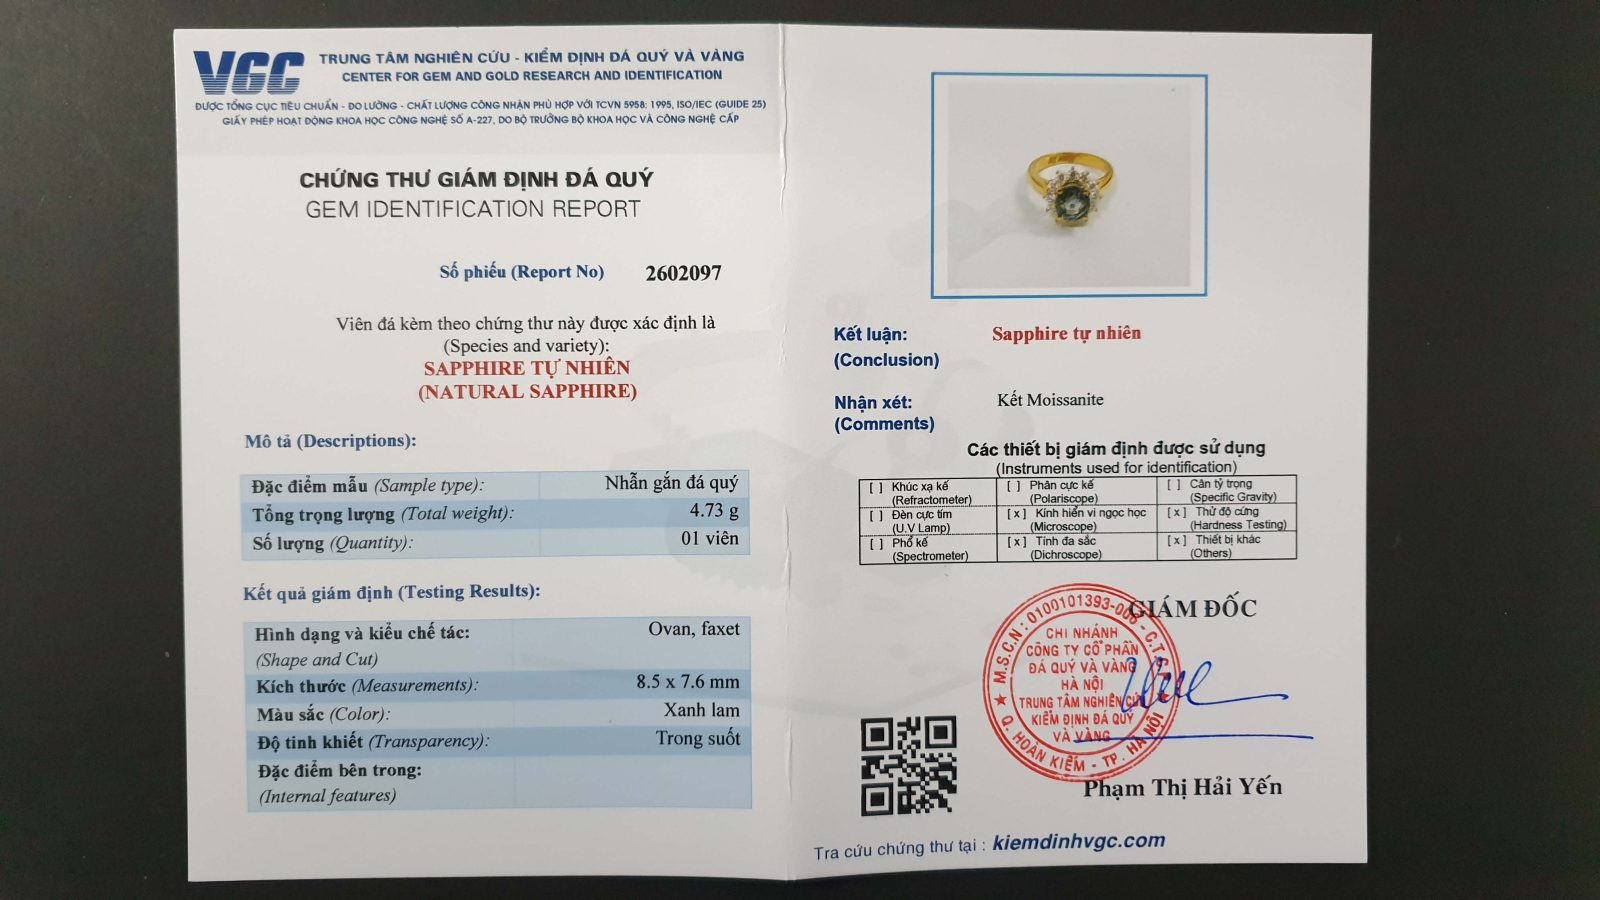 VGC
TRUNG TÂM NGHIÊN CỨU - KIỂM ĐỊNH ĐÁ QUÝ VÀ VÀNG
CENTER FOR GEM AND GOLD RESEARCH AND IDENTIFICATION
ĐƯỢC TỔNG CỤC TIÊU CHUẨN - ĐO LƯỜNG - CHẤT LƯỢNG CÔNG NHẬN PHÙ HỢP VỚI TCVN 5958: 1995, ISO/IEC (GUIDE 25)
GIẤY PHÉP HOẠT ĐỘNG KHOA HỌC CÔNG NGHỆ SỐ A-227, DO BỘ TRƯỞNG BỘ KHOA HỌC VÀ CÔNG NGHỆ CẤP
CHỨNG THƯ GIÁM ĐỊNH ĐÁ QUÝ
GEM IDENTIFICATION REPORT
Số phiếu (Report No) 2602097
Viên đá kèm theo chứng thư này được xác định là
(Species and variety):
SAPPHIRE TỰ NHIÊN
(NATURAL SAPPHIRE)
Mô tả (Descriptions):
Đặc điểm mẫu (Sample type): Nhẫn gắn đá quý
Tổng trọng lượng (Total weight): 4.73 g
Số lượng (Quantity): 01 viên
Kết quả giám định (Testing Results):
Hình dạng và kiểu chế tác: Ovan, faxet
(Shape and Cut)
Kích thước (Measurements): 8.5 x 7.6 mm
Màu sắc (Color): Xanh lam
Độ tinh khiết (Transparency): Trong suốt
Đặc điểm bên trong:
(Internal features)
Kết luận: Sapphire tự nhiên
(Conclusion)
Nhận xét: Kết Moissanite
(Comments)
Các thiết bị giám định được sử dụng
(Instruments used for identification)
[ ] Khúc xạ kế [ ] Phân cực kế [ ] Cân tỷ trọng
(Refractometer) (Polariscope) (Specific Gravity)
[ ] Đèn cực tím [x] Kính hiển vi ngọc học [x] Thử độ cứng
(U.V Lamp) (Microscope) (Hardness Testing)
[ ] Phổ kế [x] Tính đa sắc [x] Thiết bị khác
(Spectrometer) (Dichroscope) (Others)
GIÁM ĐỐC
M.S.C.N: 0100101393-006 - C.T.C.P
CHI NHÁNH
CÔNG TY CỔ PHẦN
ĐÁ QUÝ VÀ VÀNG
HÀ NỘI
TRUNG TÂM NGHIÊN CỨU
KIỂM ĐỊNH ĐÁ QUÝ
VÀ VÀNG
Q. HOÀN KIẾM - TP. HÀ NỘI
Phạm Thị Hải Yến
Tra cứu chứng thư tại : kiemdinhvgc.com